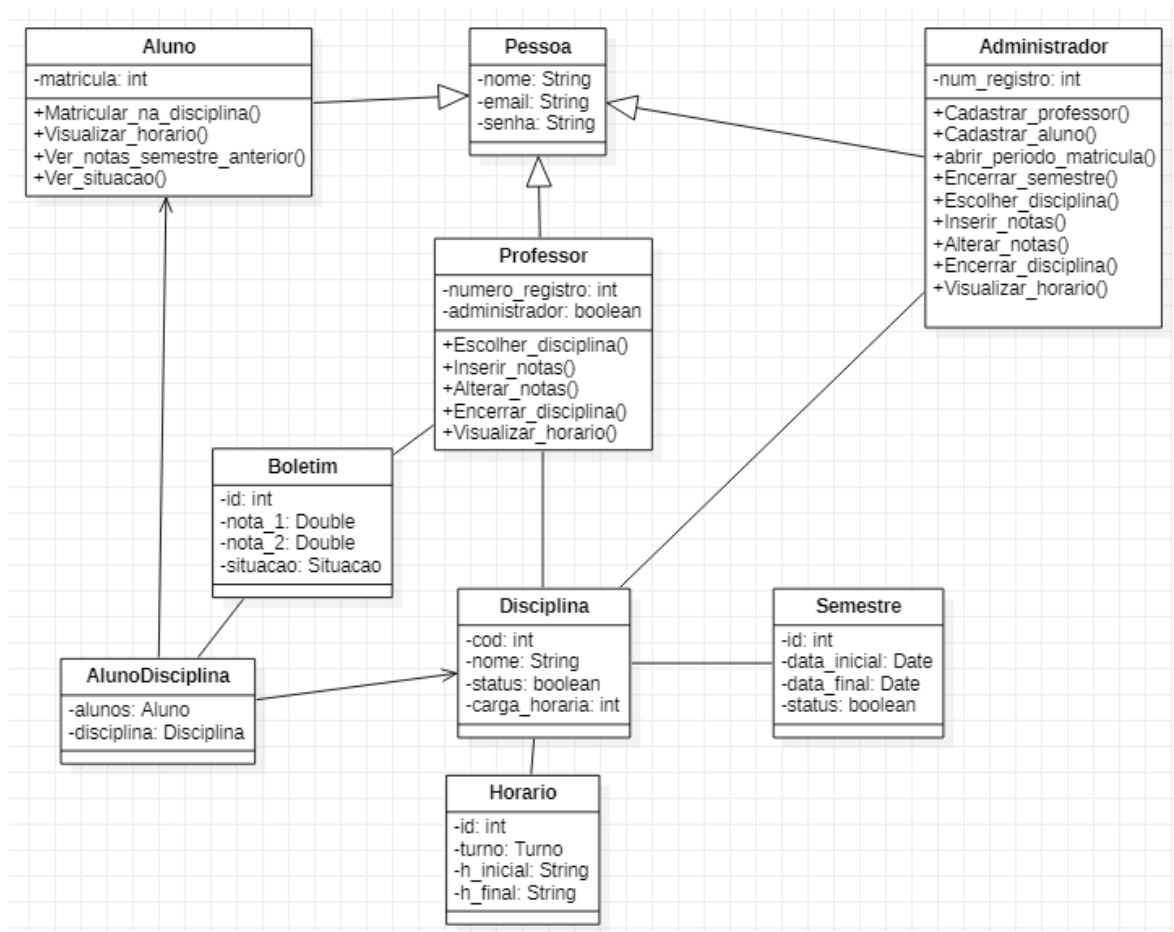 Aluno
-matricula: int
+Matricular_na_disciplina()
+Visualizar_horario()
+Ver_notas_semestre_anterior()
+Ver_situacao()
Pessoa
-nome: String
-email: String
-senha: String
Administrador
-num_registro: int
+Cadastrar_professor()
+Cadastrar_aluno()
+abrir_periodo_matricula()
+Encerrar_semestre()
+Escolher_disciplina()
+Inserir_notas()
+Alterar_notas()
+Encerrar_disciplina()
+Visualizar_horario()
Professor
-numero_registro: int
-administrador: boolean
+Escolher_disciplina()
+Inserir_notas()
+Alterar_notas()
+Encerrar_disciplina()
+Visualizar_horario()
Boletim
-id: int
-nota_1: Double
-nota_2: Double
-situacao: Situacao
Disciplina
-cod: int
-nome: String
-status: boolean
-carga_horaria: int
Semestre
-id: int
-data_inicial: Date
-data_final: Date
-status: boolean
AlunoDisciplina
-alunos: Aluno
-disciplina: Disciplina
Horario
-id: int
-turno: Turno
-h_inicial: String
-h_final: String